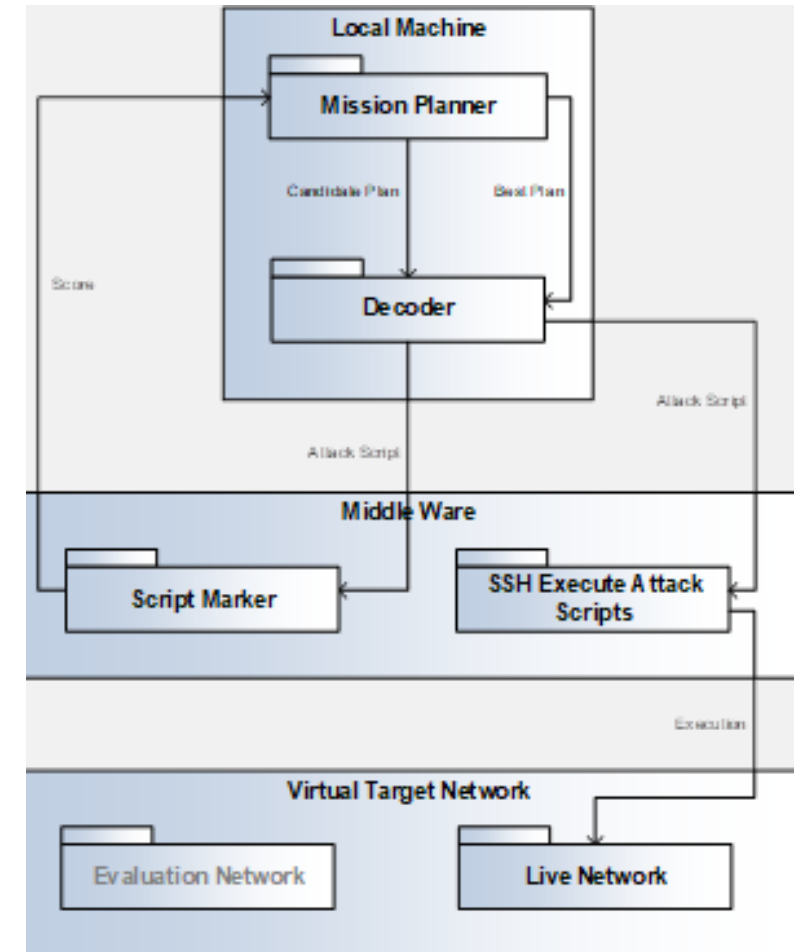 Local Machine
Mission Planner
Candidate Plan
Best Plan
Decoder
Score
Attack Script
Attack Script
Middle Ware
Script Marker
SSH Execute Attack
Scripts
Execution
Virtual Target Network
Evaluation Network
Live Network